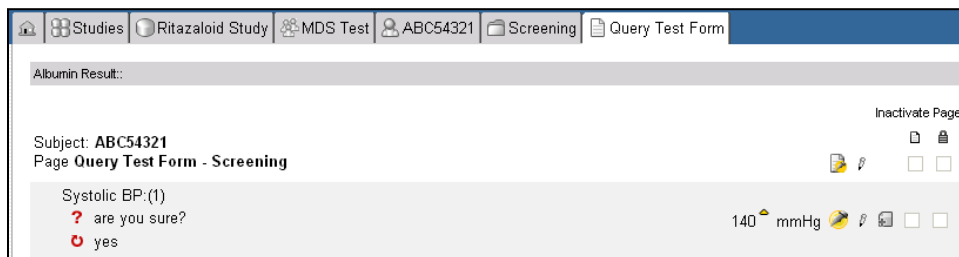 Studies Ritazaloid Study MDS Test ABC54321 Screening Query Test Form
Albumin Result::
Inactivate Page
Subject: ABC54321
Page Query Test Form - Screening
Systolic BP:(1)
? are you sure?
140 mmHg
yes